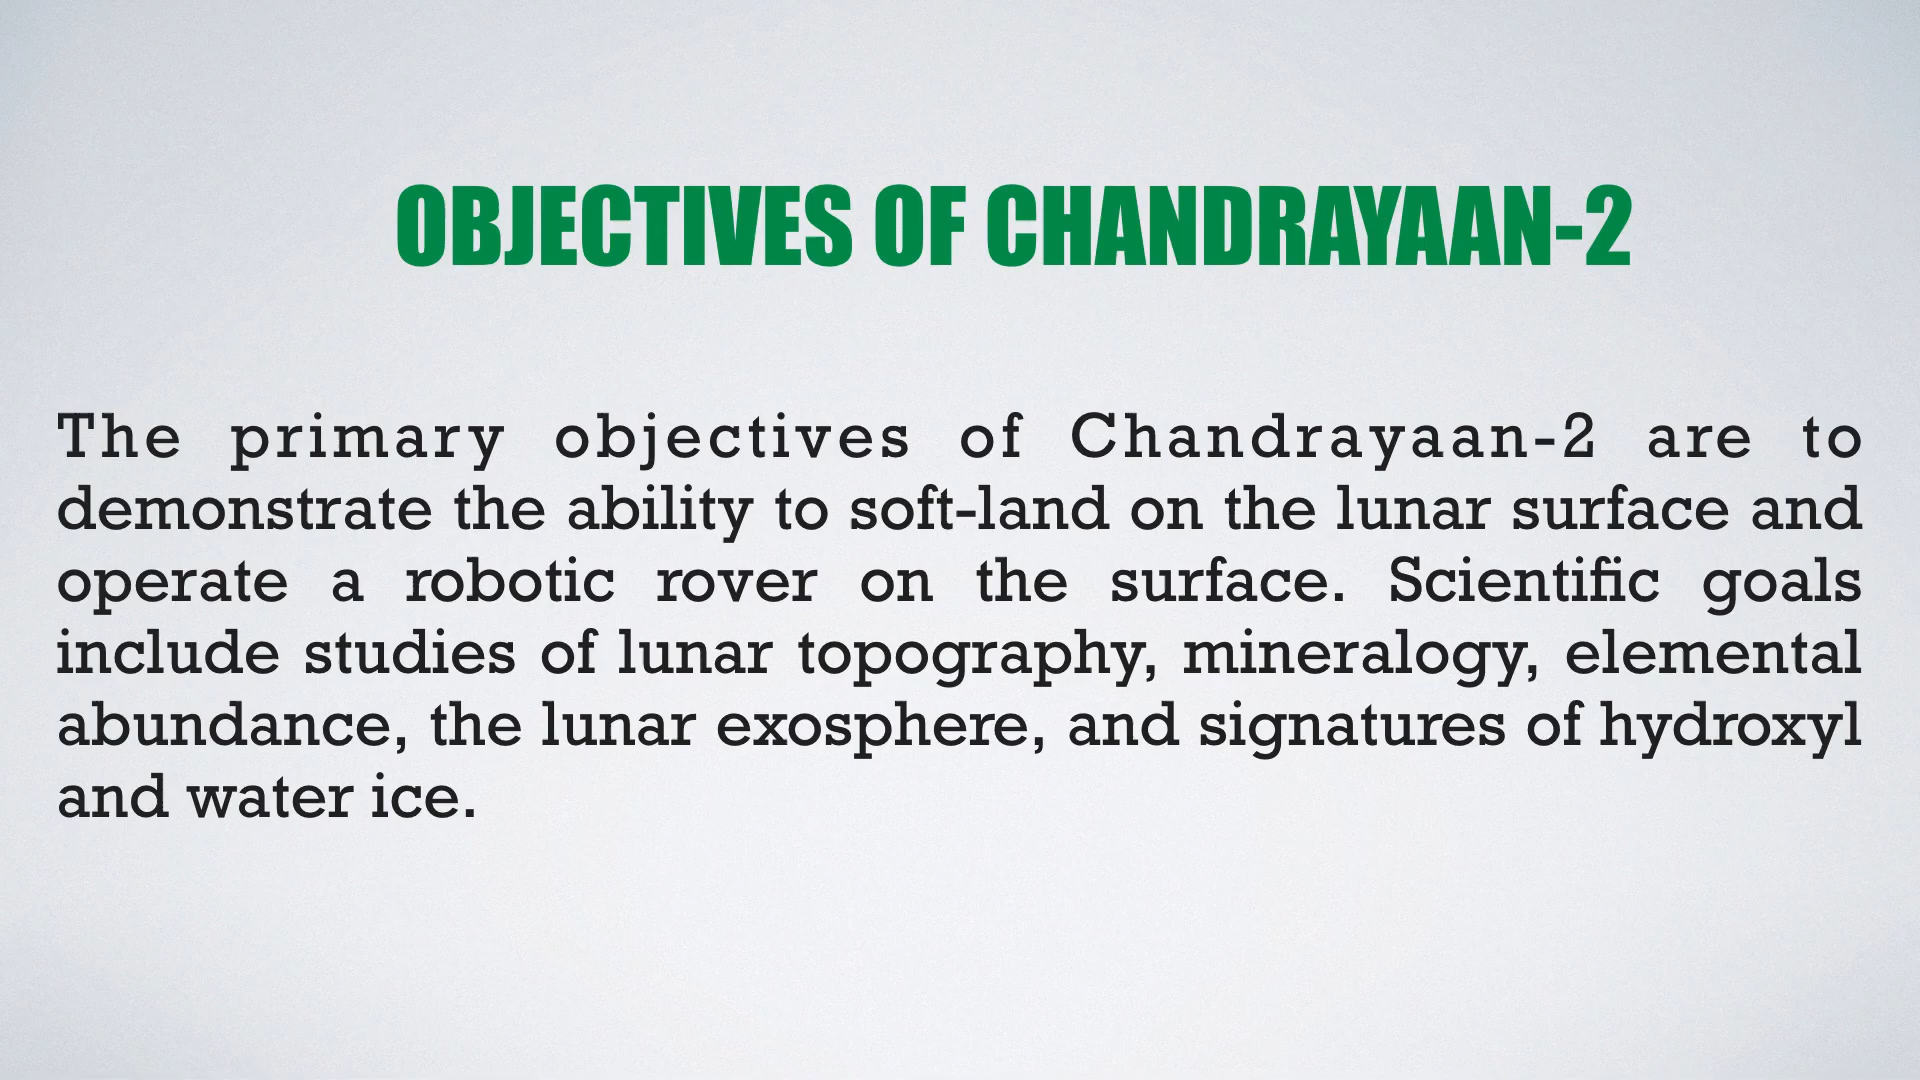 OBJECTIVES OF CHANDRAYAAN-2
The primary objectives of Chandrayaan-2 are to
demonstrate the ability to soft-land on the lunar surface and
operate a robotic rover on the surface. Scientific goals
include studies of lunar topography, mineralogy, elemental
abundance, the lunar exosphere, and signatures of hydroxyl
and water ice.